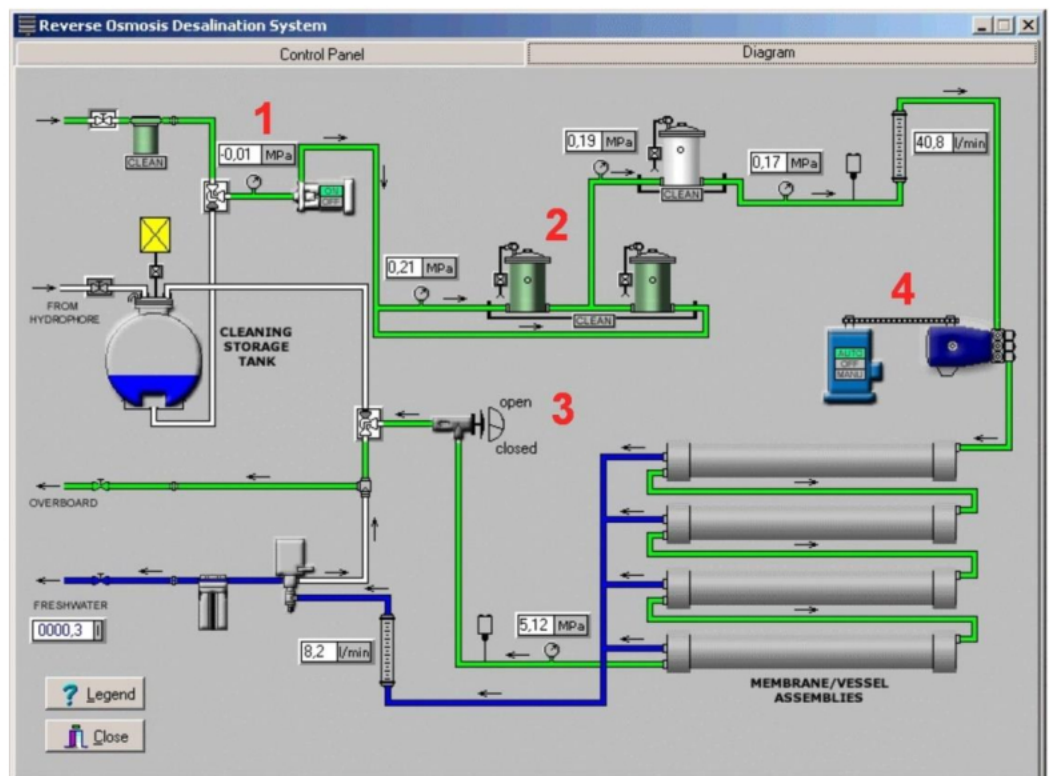 Reverse Osmosis Desalination System
Control Panel
Diagram
1
-0,01 MPa
CLEAN
ON
OFF
0,19 MPa
0,17 MPa
40,8 l/min
CLEAN
2
0,21 MPa
CLEAN
4
AUTO
OFF
MANU
FROM
HYDROPHORE
CLEANING
STORAGE
TANK
open
3
closed
OVERBOARD
FRESHWATER
0000,3 l
8,2 l/min
5,12 MPa
MEMBRANE/VESSEL
ASSEMBLIES
? Legend
Close